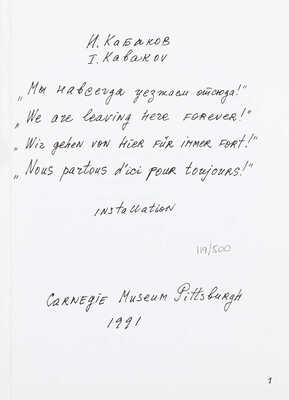 И. Кабаков
I. Kabakov
„Мы навсегда уезжаем отсюда!“
„We are leaving here forever!“
„Wir gehen von hier für immer fort!“
„Nous partons d'ici pour toujours!“
Installation
119/500
Carnegie Museum Pittsburgh
1991
1